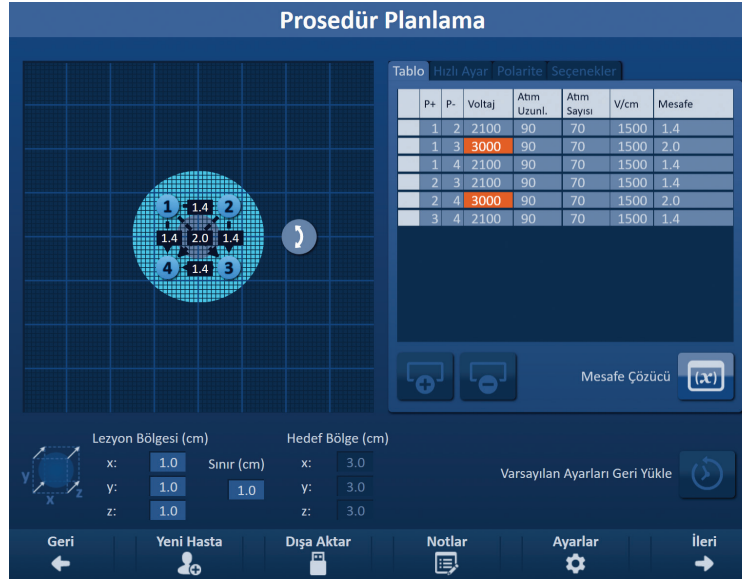 Prosedür Planlama
Tablo Hızlı Ayar Polarite Seçenekler
P+ P- Voltaj Atım Uzunl. Atım Sayısı V/cm Mesafe
1 2 2100 90 70 1500 1.4
1 3 3000 90 70 1500 2.0
1 4 2100 90 70 1500 1.4
2 3 2100 90 70 1500 1.4
2 4 3000 90 70 1500 2.0
3 4 2100 90 70 1500 1.4
1 1.4 2
1.4 2.0 1.4
4 1.4 3
Mesafe Çözücü (x)
Lezyon Bölgesi (cm) Hedef Bölge (cm)
x: 1.0 Sınır (cm) x: 3.0
y: 1.0 1.0 y: 3.0
z: 1.0 z: 3.0
y x z
Varsayılan Ayarları Geri Yükle
Geri Yeni Hasta Dışa Aktar Notlar Ayarlar İleri